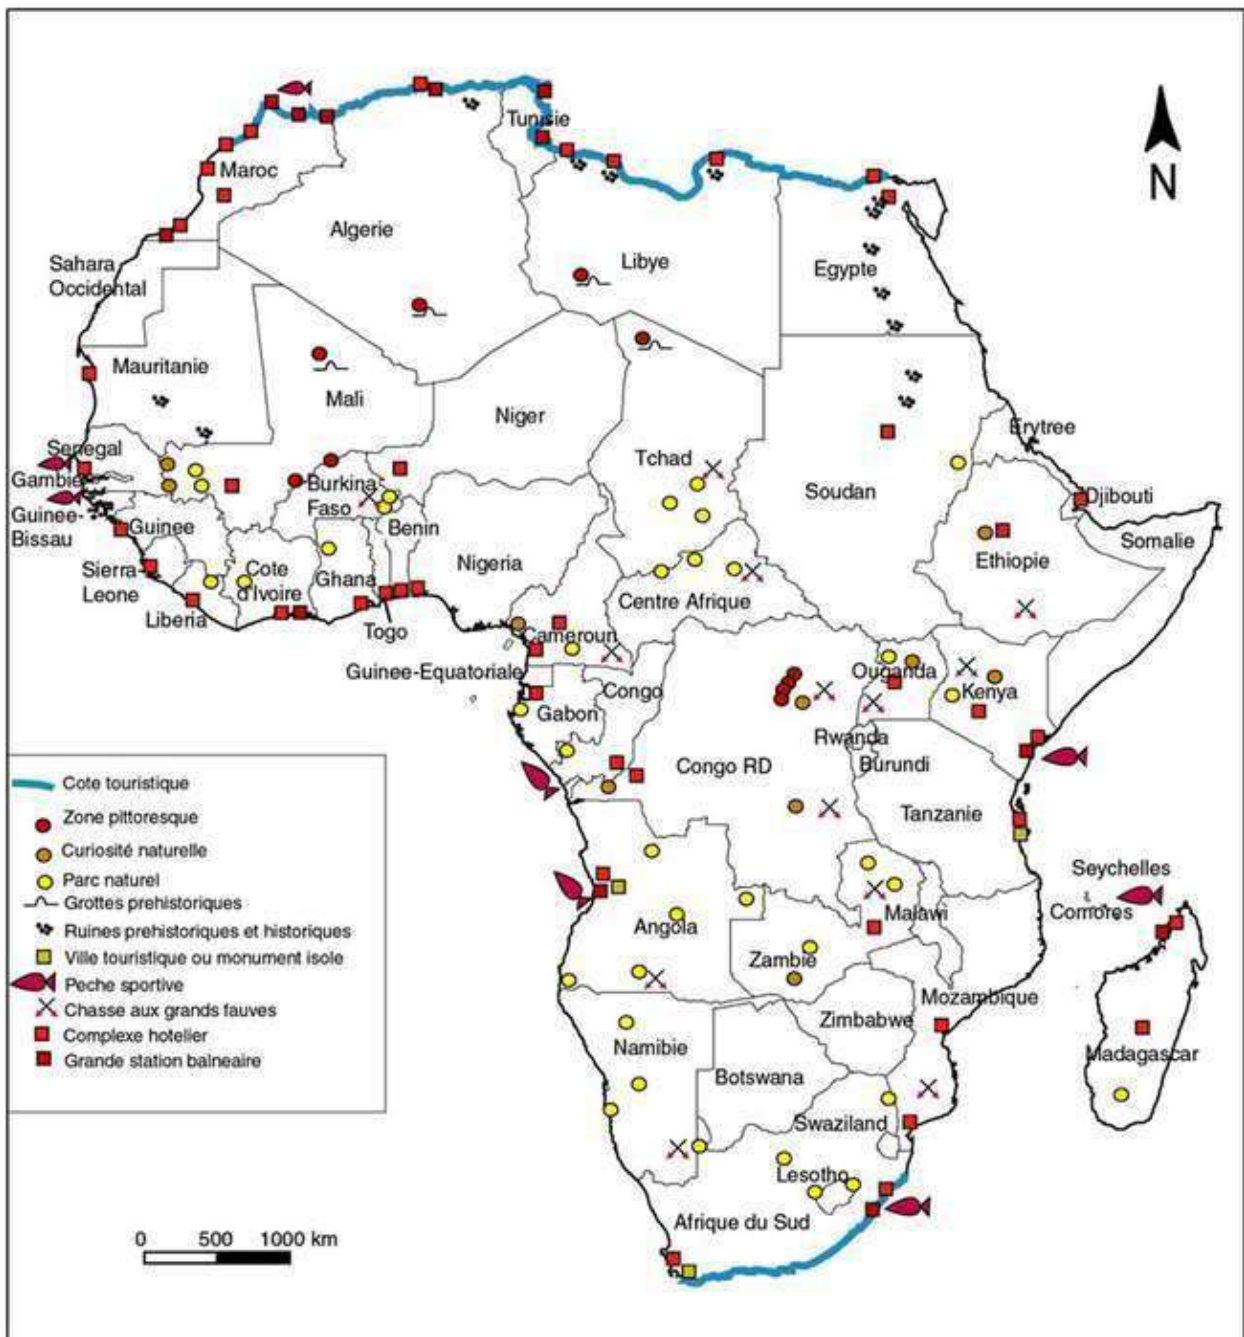 N
Tunisie
Maroc
Algerie
Libye
Egypte
Sahara
Occidental
Mauritanie
Mali
Niger
Erytree
Senegal
Tchad
Gambie
Burkina
Faso
Soudan
Djibouti
Guinee-
Bissau
Guinee
Benin
Somalie
Nigeria
Ethiopie
Sierra-
Leone
Cote
d'Ivoire
Ghana
Centre Afrique
Liberia
Togo
Cameroun
Guinee-Equatoriale
Ouganda
Congo
Kenya
Gabon
Rwanda
Congo RD
Burundi
Tanzanie
Cote touristique
Zone pittoresque
Curiosité naturelle
Parc naturel
Grottes prehistoriques
Ruines prehistoriques et historiques
Ville touristique ou monument isole
Peche sportive
Chasse aux grands fauves
Complexe hotelier
Grande station balneaire
Seychelles
Comores
Malawi
Angola
Zambie
Mozambique
Zimbabwe
Namibie
Madagascar
Botswana
Swaziland
Lesotho
Afrique du Sud
0 500 1000 km